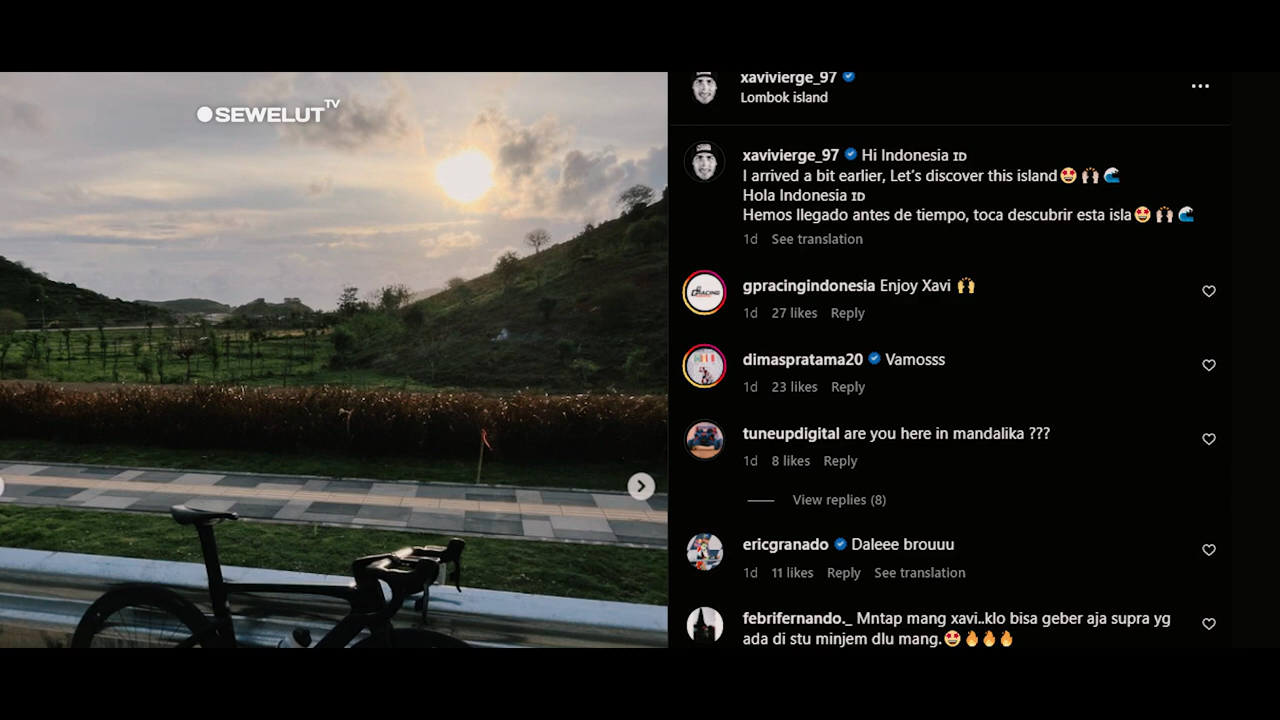 SEWELUT TV
xavivierge_97
Lombok island
xavivierge_97 Hi Indonesia 🇮🇩
I arrived a bit earlier, Let's discover this island🤩 🙌🏻 🌊
Hola Indonesia 🇮🇩
Hemos llegado antes de tiempo, toca descubrir esta isla🤩 🙌🏻 🌊
1d See translation
gpracingindonesia Enjoy Xavi 🙌
1d 27 likes Reply
dimaspratama20 Vamosss
1d 23 likes Reply
tuneupdigital are you here in mandalika ???
1d 8 likes Reply
View replies (8)
ericgranado Daleee brouuu
1d 11 likes Reply See translation
febrifernando._ Mntap mang xavi..klo bisa geber aja supra yg
ada di stu minjem dlu mang.🤩🔥🔥🔥